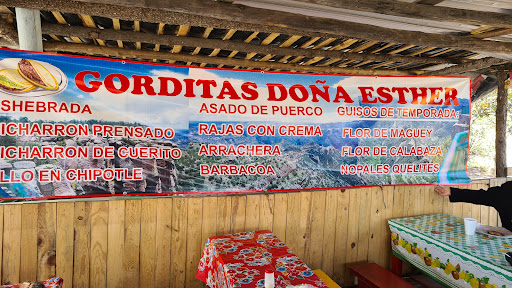 GORDITAS DOÑA ESTHER
SHEBRADA
ICHARRON PRENSADO
ICHARRON DE CUERITO
LLO EN CHIPOTLE
ASADO DE PUERCO
RAJAS CON CREMA
ARRACHERA
BARBACOA
GUISOS DE TEMPORADA:
FLOR DE MAGUEY
FLOR DE CALABAZA
NOPALES QUELITES